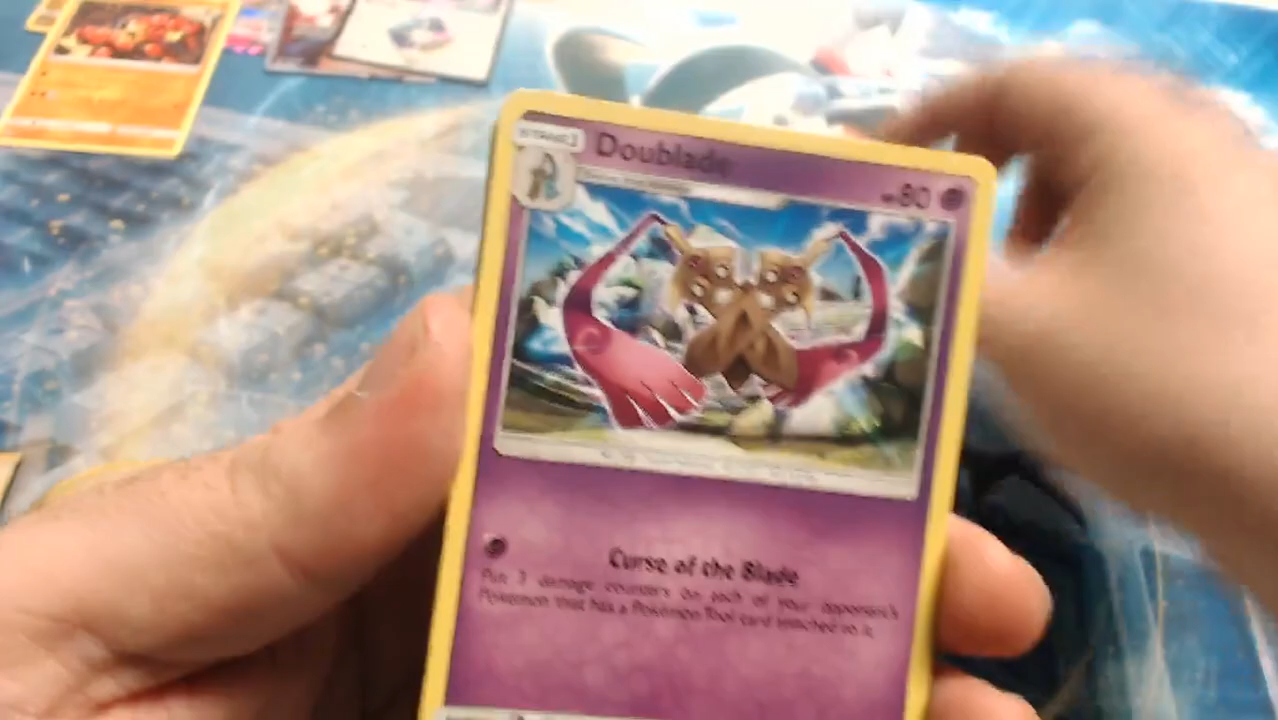 STAGE 1
Doublade
HP 80
Curse of the Blade
Put 3 damage counters on each of your opponent's
Pokémon that has a Pokémon Tool card attached to it.